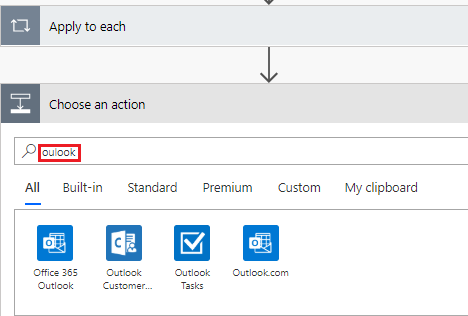 Apply to each
Choose an action
oulook
All Built-in Standard Premium Custom My clipboard
Office 365 Outlook Outlook Outlook.com
Outlook Customer... Tasks